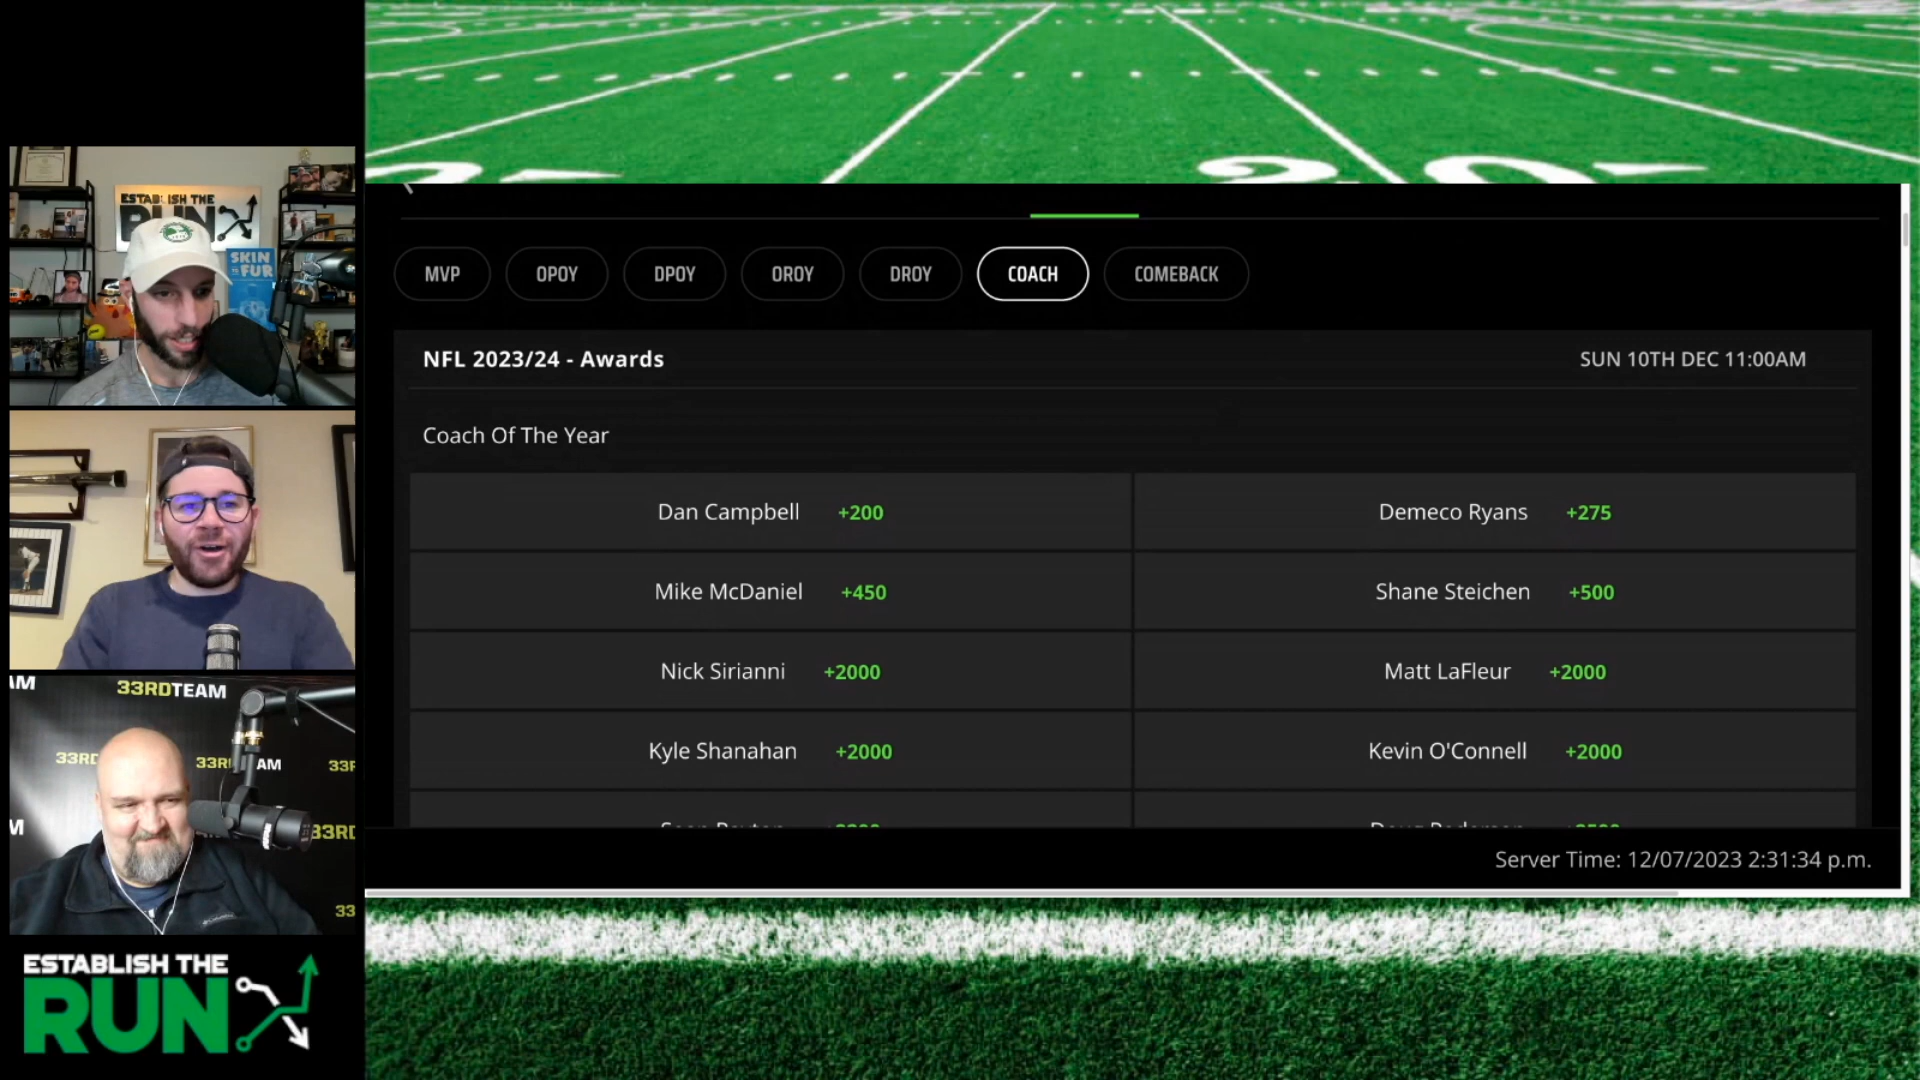 ESTABLISH THE
RUN
SKIN
FUR
33RDTEAM
33RD
ESTABLISH THE
RUN
MVP
OPOY
DPOY
OROY
DROY
COACH
COMEBACK
NFL 2023/24 - Awards
SUN 10TH DEC 11:00AM
Coach Of The Year
Dan Campbell +200
Demeco Ryans +275
Mike McDaniel +450
Shane Steichen +500
Nick Sirianni +2000
Matt LaFleur +2000
Kyle Shanahan +2000
Kevin O'Connell +2000
Server Time: 12/07/2023 2:31:34 p.m.